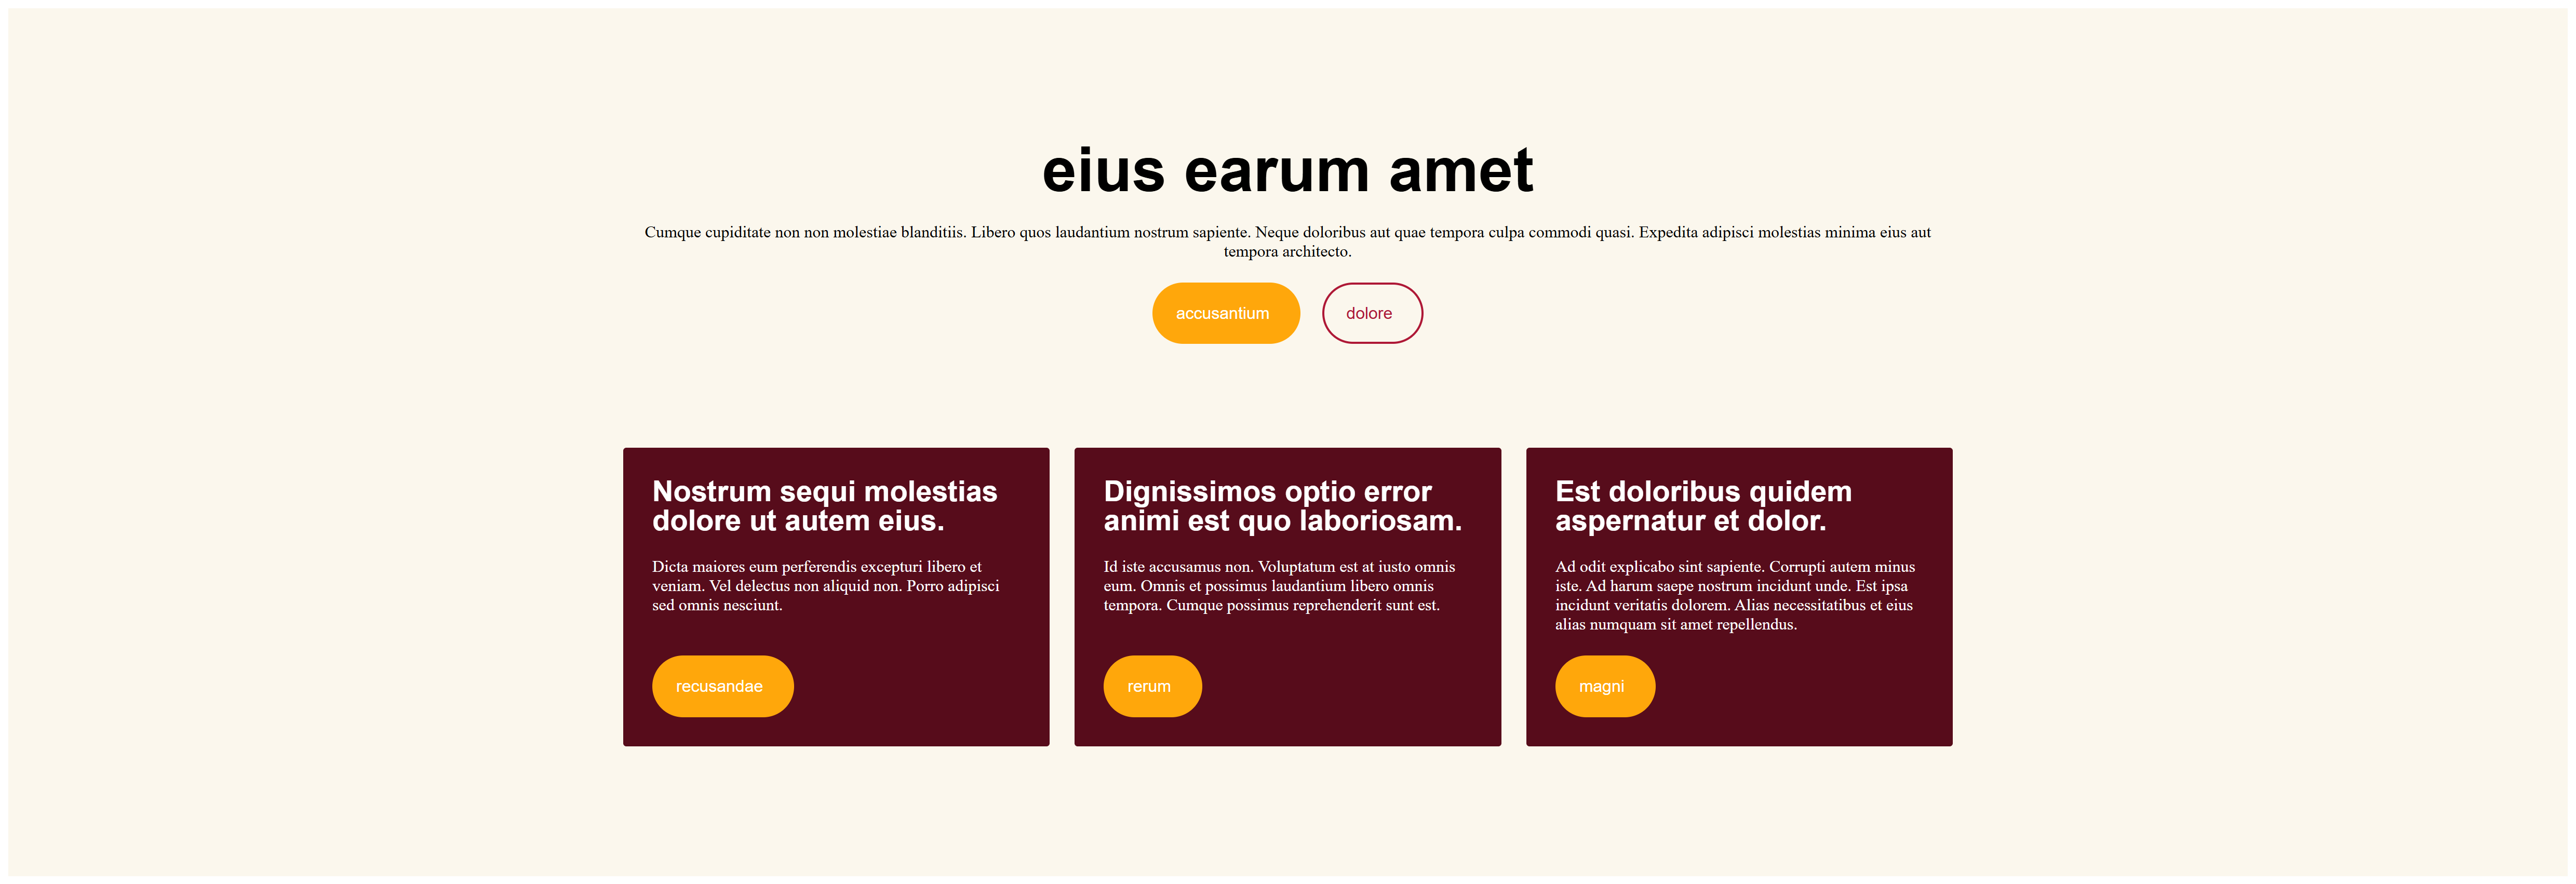 eius earum amet
Cumque cupiditate non non molestiae blanditiis. Libero quos laudantium nostrum sapiente. Neque doloribus aut quae tempora culpa commodi quasi. Expedita adipisci molestias minima eius aut
tempora architecto.
accusantium
dolore
Nostrum sequi molestias
dolore ut autem eius.
Dicta maiores eum perferendis excepturi libero et
veniam. Vel delectus non aliquid non. Porro adipisci
sed omnis nesciunt.
recusandae
Dignissimos optio error
animi est quo laboriosam.
Id iste accusamus non. Voluptatum est at iusto omnis
eum. Omnis et possimus laudantium libero omnis
tempora. Cumque possimus reprehenderit sunt est.
rerum
Est doloribus quidem
aspernatur et dolor.
Ad odit explicabo sint sapiente. Corrupti autem minus
iste. Ad harum saepe nostrum incidunt unde. Est ipsa
incidunt veritatis dolorem. Alias necessitatibus et eius
alias numquam sit amet repellendus.
magni